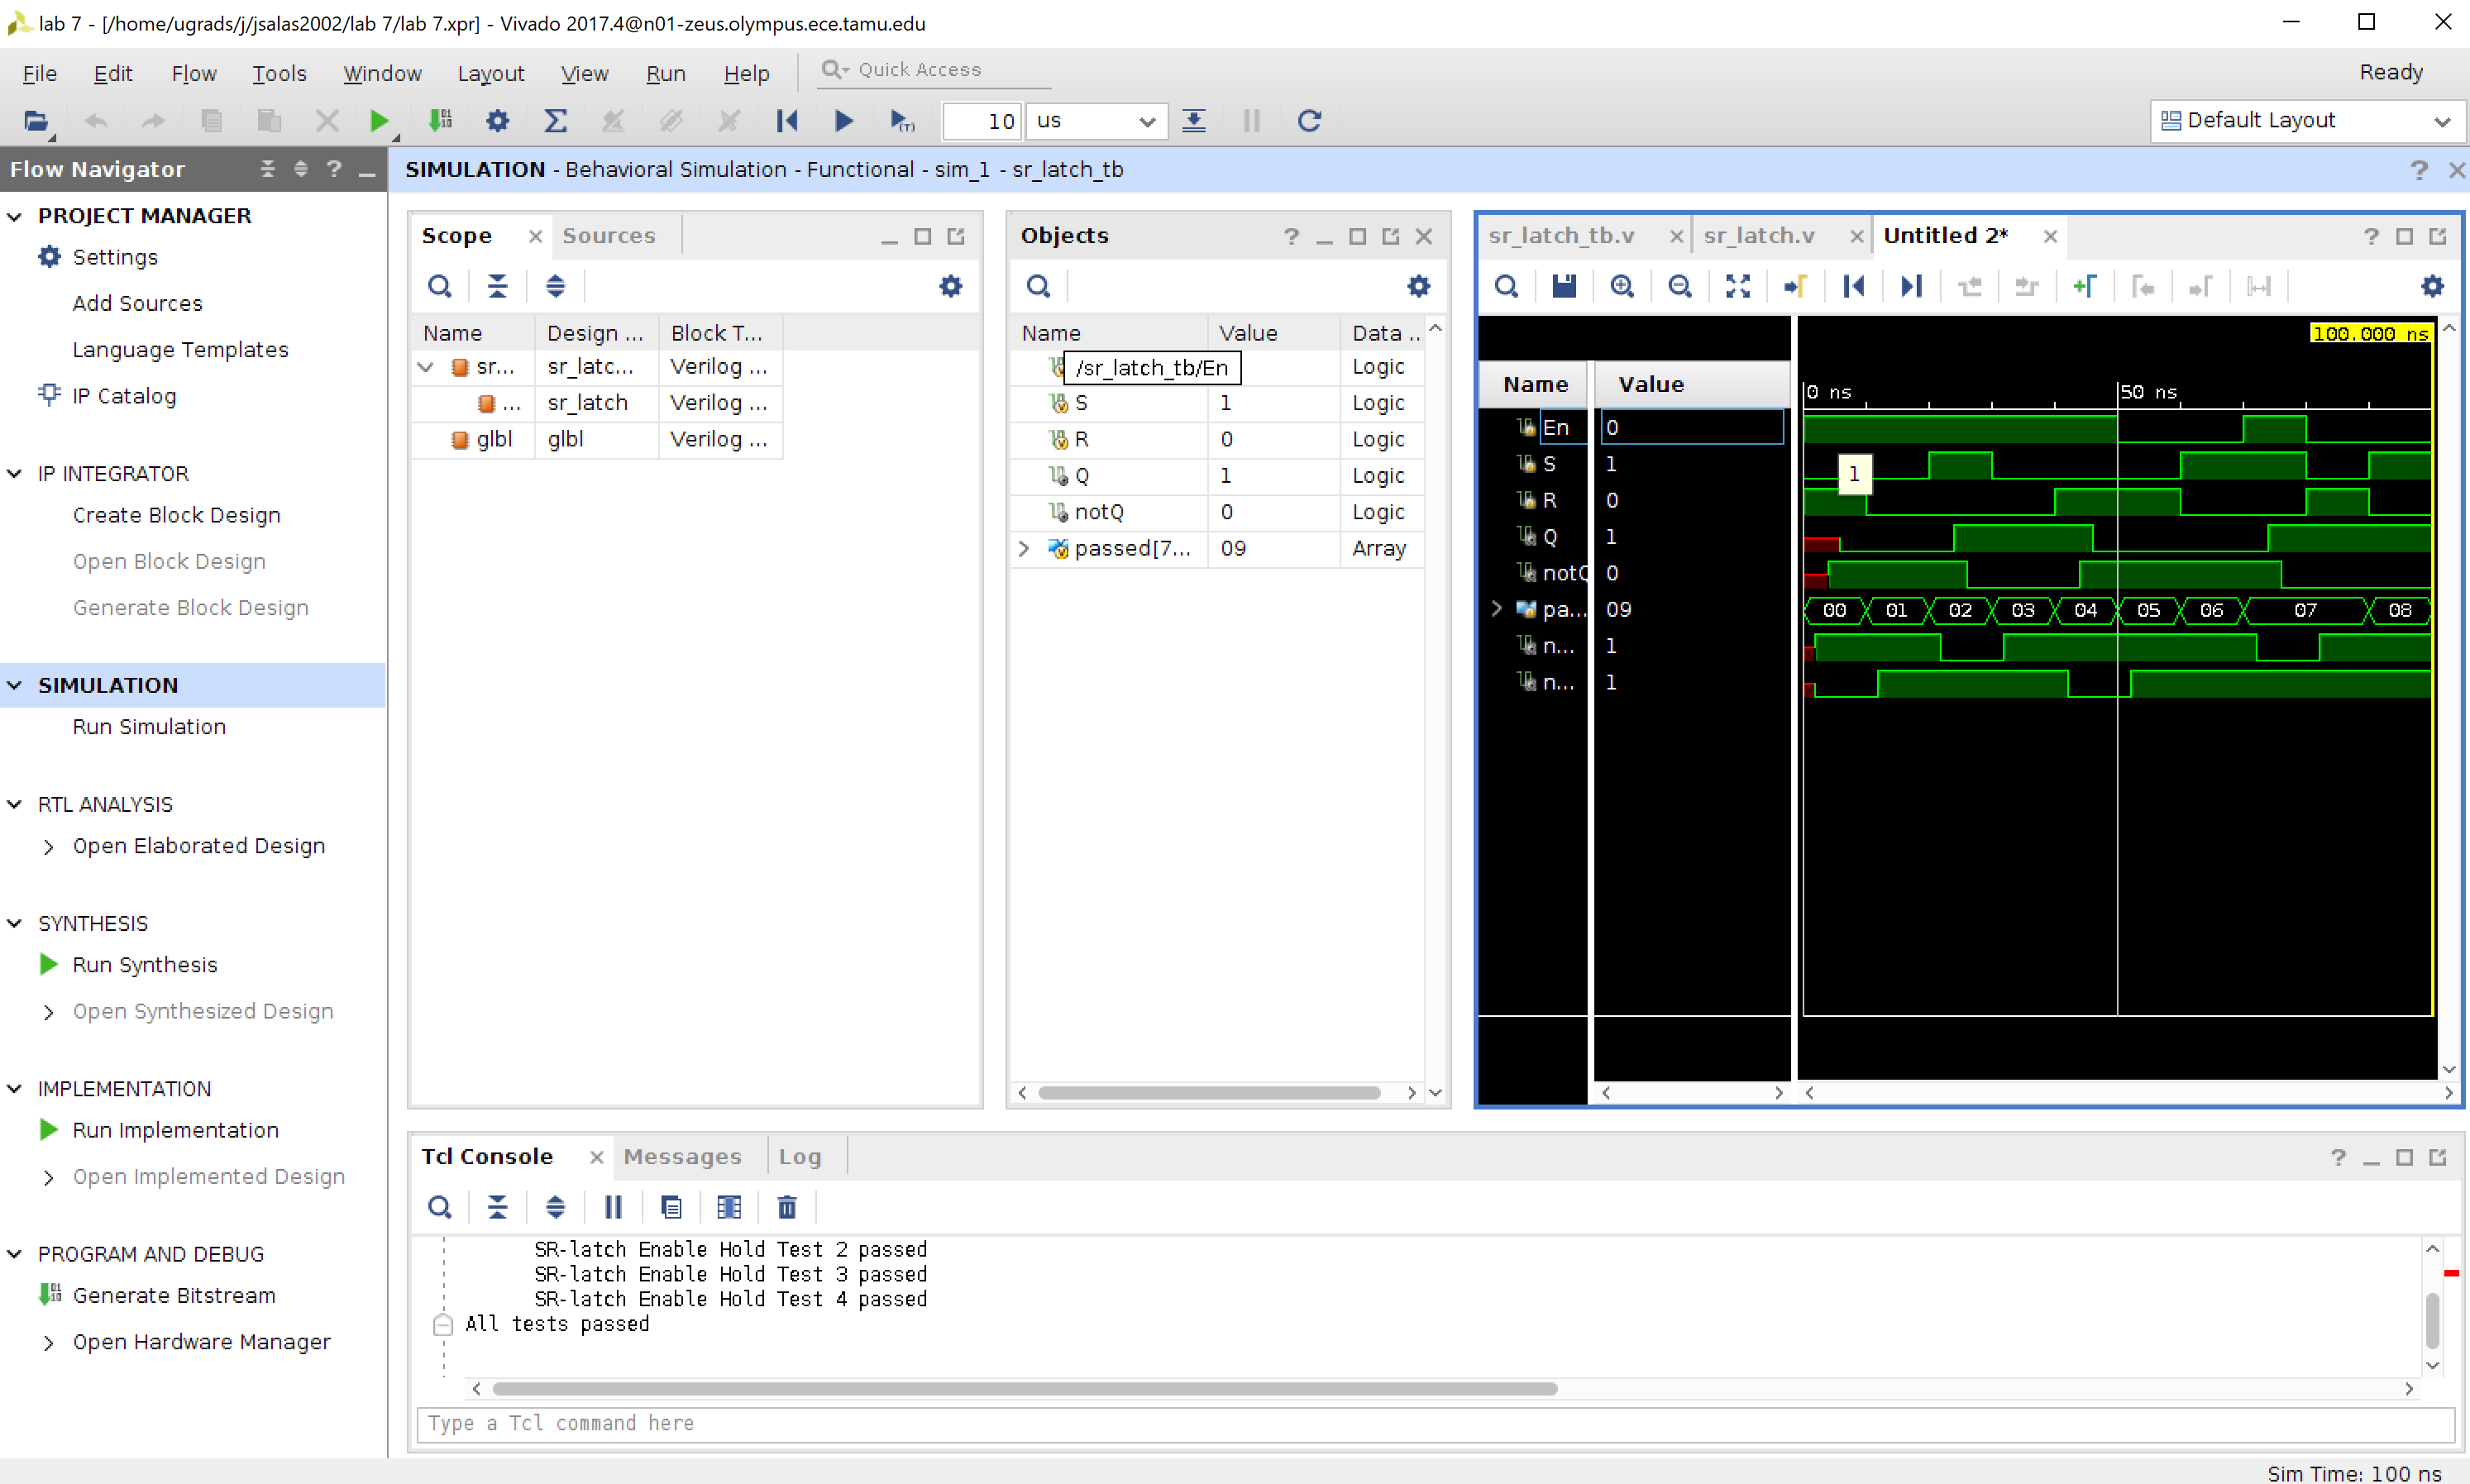 lab 7 - [/home/ugrads/j/jsalas2002/lab 7/lab 7.xpr] - Vivado 2017.4@n01-zeus.olympus.ece.tamu.edu
File Edit Flow Tools Window Layout View Run Help Quick Access Ready
10 us Default Layout
Flow Navigator
SIMULATION - Behavioral Simulation - Functional - sim_1 - sr_latch_tb
PROJECT MANAGER
Settings
Add Sources
Language Templates
IP Catalog
IP INTEGRATOR
Create Block Design
Open Block Design
Generate Block Design
SIMULATION
Run Simulation
RTL ANALYSIS
Open Elaborated Design
SYNTHESIS
Run Synthesis
Open Synthesized Design
IMPLEMENTATION
Run Implementation
Open Implemented Design
PROGRAM AND DEBUG
Generate Bitstream
Open Hardware Manager
Scope Sources
Name Design ... Block T...
sr... sr_latc... Verilog ...
... sr_latch Verilog ...
glbl glbl Verilog ...
Objects
Name Value Data ..
/sr_latch_tb/En Logic
S 1 Logic
R 0 Logic
Q 1 Logic
notQ 0 Logic
passed[7... 09 Array
sr_latch_tb.v sr_latch.v Untitled 2*
100.000 ns
Name Value 0 ns 50 ns
En 0
S 1 1
R 0
Q 1
notQ 0
pa... 09 00 01 02 03 04 05 06 07 08
n... 1
n... 1
Tcl Console Messages Log
SR-latch Enable Hold Test 2 passed
SR-latch Enable Hold Test 3 passed
SR-latch Enable Hold Test 4 passed
All tests passed
Type a Tcl command here
Sim Time: 100 ns